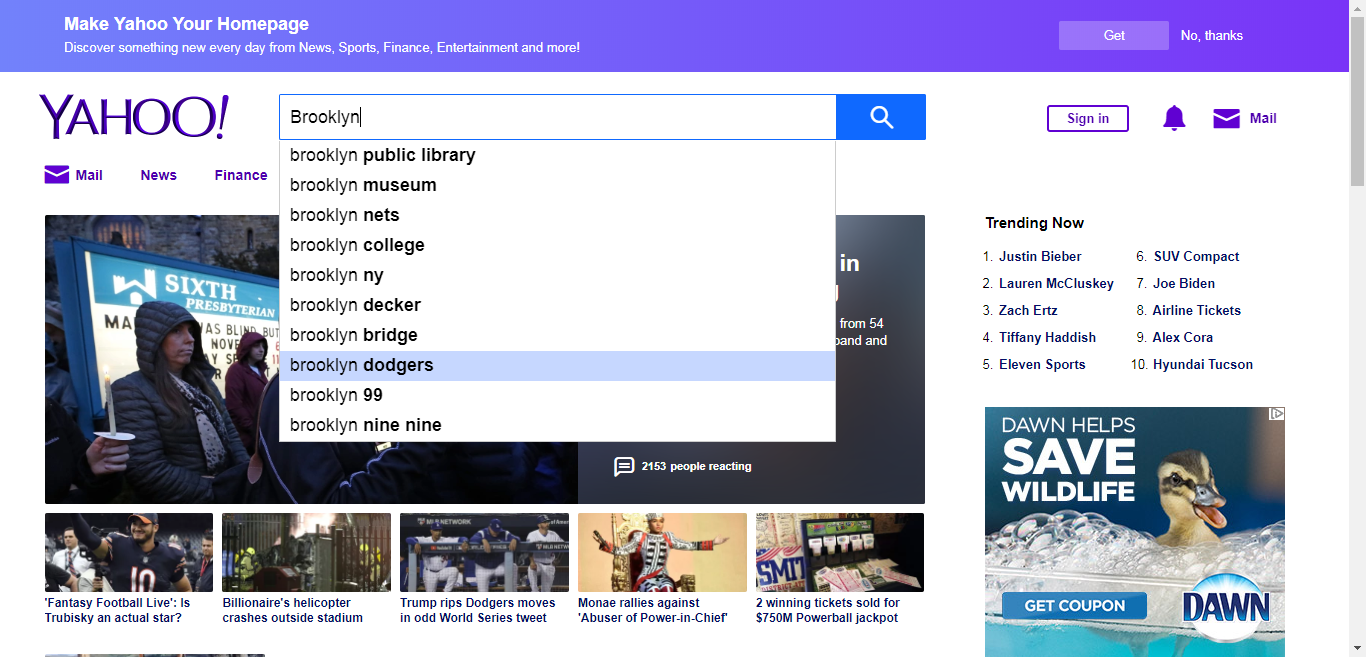 Make Yahoo Your Homepage
Discover something new every day from News, Sports, Finance, Entertainment and more!
Get
No, thanks
YAHOO!
Brooklyn
Sign in
Mail
Mail
News
Finance
brooklyn public library
brooklyn museum
brooklyn nets
brooklyn college
brooklyn ny
brooklyn decker
brooklyn bridge
brooklyn dodgers
brooklyn 99
brooklyn nine nine
SIXTH
PRESBYTERIAN
WAS BLIND BUT
in
from 54
and
2153 people reacting
Trending Now
1. Justin Bieber
2. Lauren McCluskey
3. Zach Ertz
4. Tiffany Haddish
5. Eleven Sports
6. SUV Compact
7. Joe Biden
8. Airline Tickets
9. Alex Cora
10. Hyundai Tucson
DAWN HELPS
SAVE
WILDLIFE
GET COUPON
DAWN
10
MLB NETWORK
'Fantasy Football Live': Is
Trubisky an actual star?
Billionaire's helicopter
crashes outside stadium
Trump rips Dodgers moves
in odd World Series tweet
Monae rallies against
'Abuser of Power-in-Chief'
2 winning tickets sold for
$750M Powerball jackpot